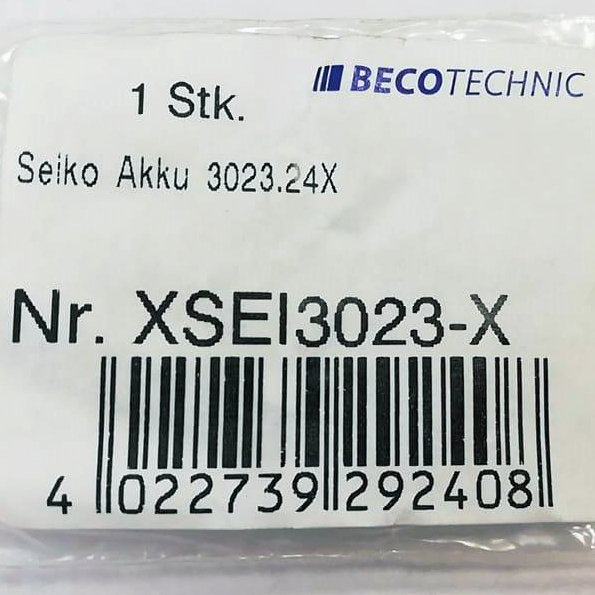 BECOTECHNIC
1 Stk.
Seiko Akku 3023.24X
Nr. XSEI3023-X
4 022739 292408